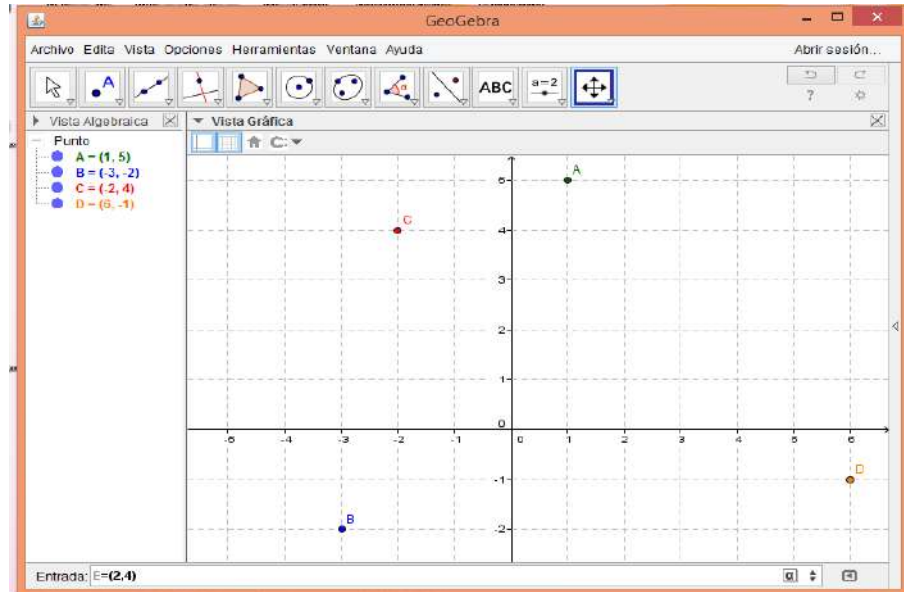 GeoGebra
Archivo Edita Vista Opciones Herramientas Ventana Ayuda
Abrir sesión...
ABC a=2
?
Vista Algebraica
Vista Gráfica
Punto
A = (1, 5)
B = (-3, -2)
C = (-2, 4)
D = (6, -1)
A
5
C
4
3
2
1
0
-5 -4 -3 -2 -1 0 1 2 3 4 5 6
-1
D
B
-2
Entrada: E=(2,4)
α